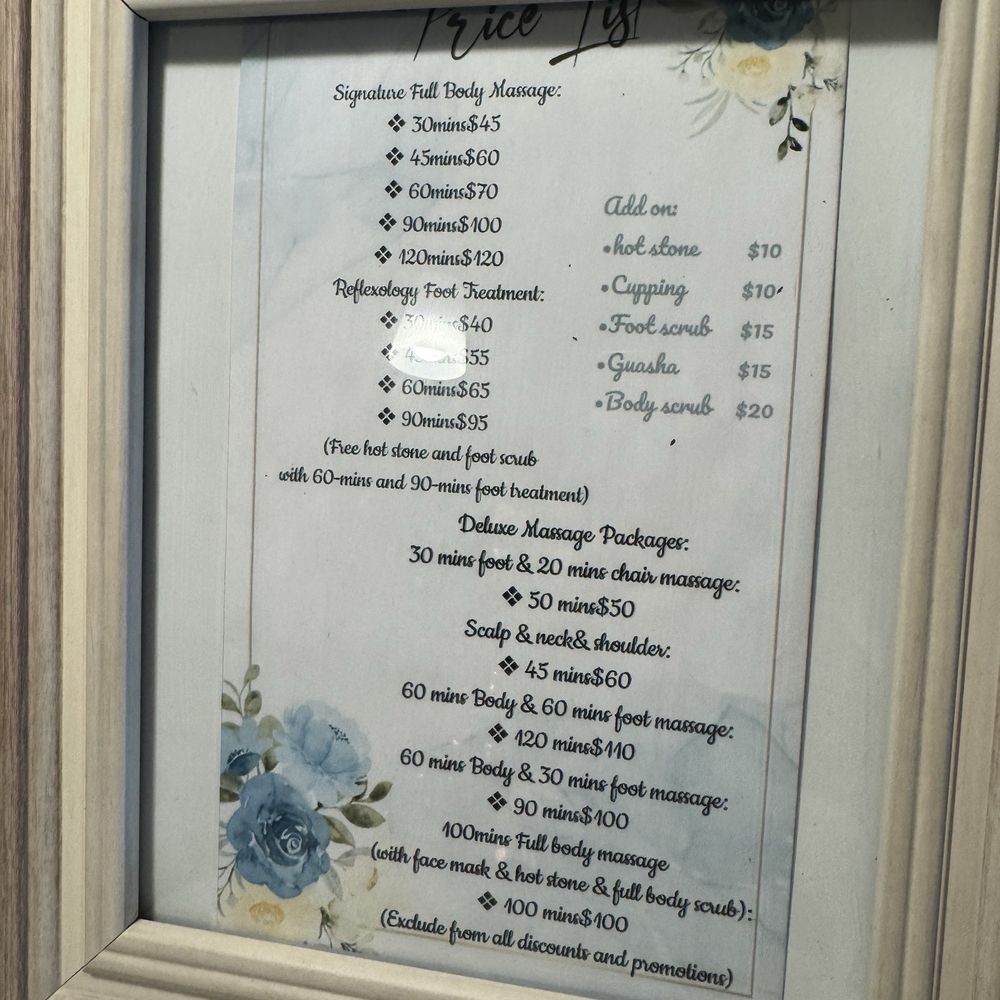 Price List
Signature Full Body Massage:
❖ 30mins$45
❖ 45mins$60
❖ 60mins$70
❖ 90mins$100
❖ 120mins$120
Reflexology Foot Treatment:
❖ 30mins$40
❖ $55
❖ 60mins$65
❖ 90mins$95
(Free hot stone and foot scrub
with 60-mins and 90-mins foot treatment)
Add on:
•hot stone $10
•Cupping $10
•Foot scrub $15
•Guasha $15
•Body scrub $20
Deluxe Massage Packages:
30 mins foot & 20 mins chair massage:
❖ 50 mins$50
Scalp & neck& shoulder:
❖ 45 mins$60
60 mins Body & 60 mins foot massage:
❖ 120 mins$110
60 mins Body & 30 mins foot massage:
❖ 90 mins$100
100mins Full body massage
(with face mask & hot stone & full body scrub):
❖ 100 mins$100
(Exclude from all discounts and promotions)